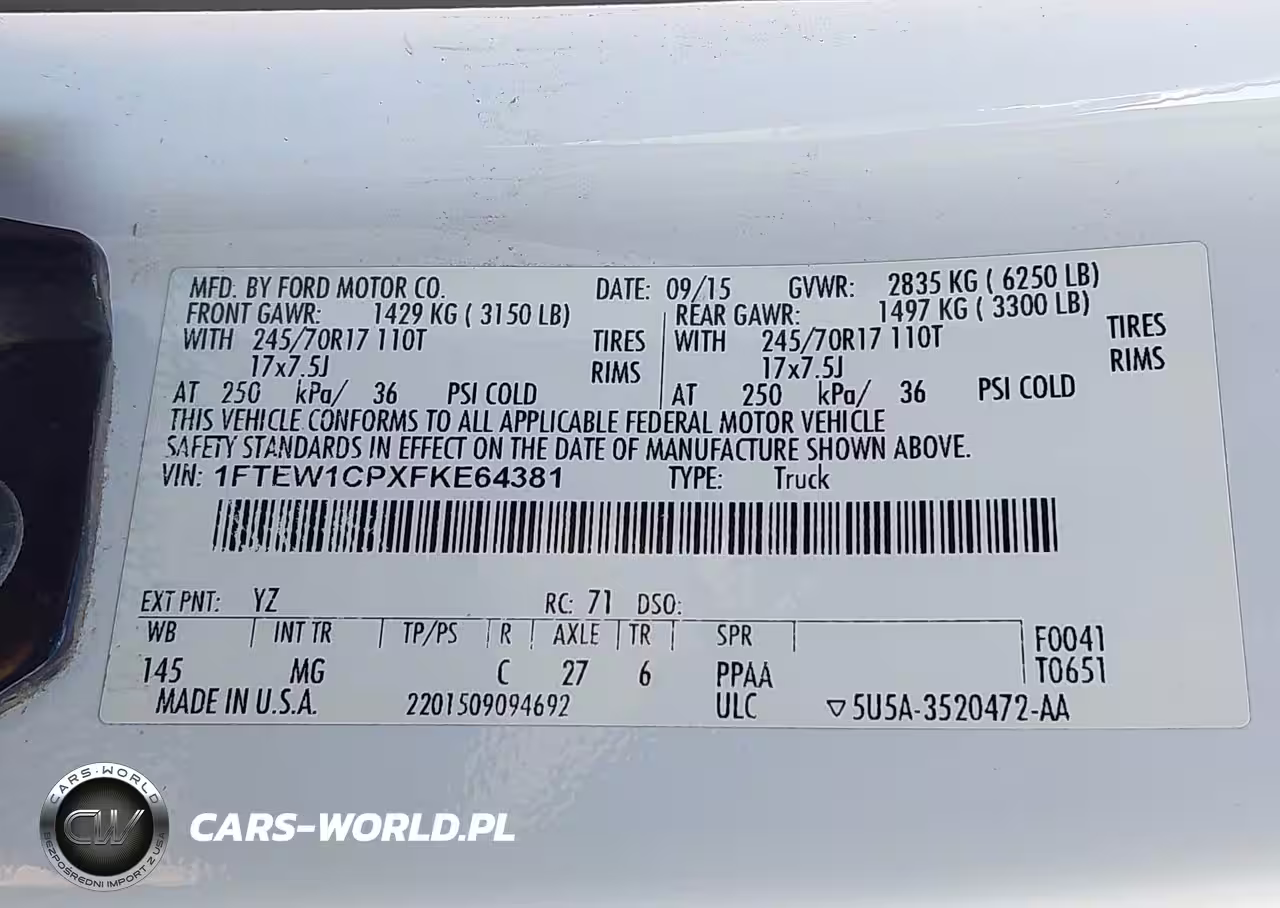 MFD. BY FORD MOTOR CO. DATE: 09/15 GVWR: 2835 KG ( 6250 LB)
FRONT GAWR: 1429 KG ( 3150 LB) REAR GAWR: 1497 KG ( 3300 LB)
WITH 245/70R17 110T TIRES WITH 245/70R17 110T TIRES
17x7.5J RIMS 17x7.5J RIMS
AT 250 kPa/ 36 PSI COLD AT 250 kPa/ 36 PSI COLD
THIS VEHICLE CONFORMS TO ALL APPLICABLE FEDERAL MOTOR VEHICLE
SAFETY STANDARDS IN EFFECT ON THE DATE OF MANUFACTURE SHOWN ABOVE.
VIN: 1FTEW1CPXFKE64381 TYPE: Truck
EXT PNT: YZ RC: 71 DSO:
WB INT TR TP/PS R AXLE TR SPR F0041
145 MG C 27 6 PPAA T0651
MADE IN U.S.A. 2201509094692 ULC ▽5U5A-3520472-AA
CARS-WORLD
CW
BEZPOŚREDNI IMPORT Z USA
CARS-WORLD.PL